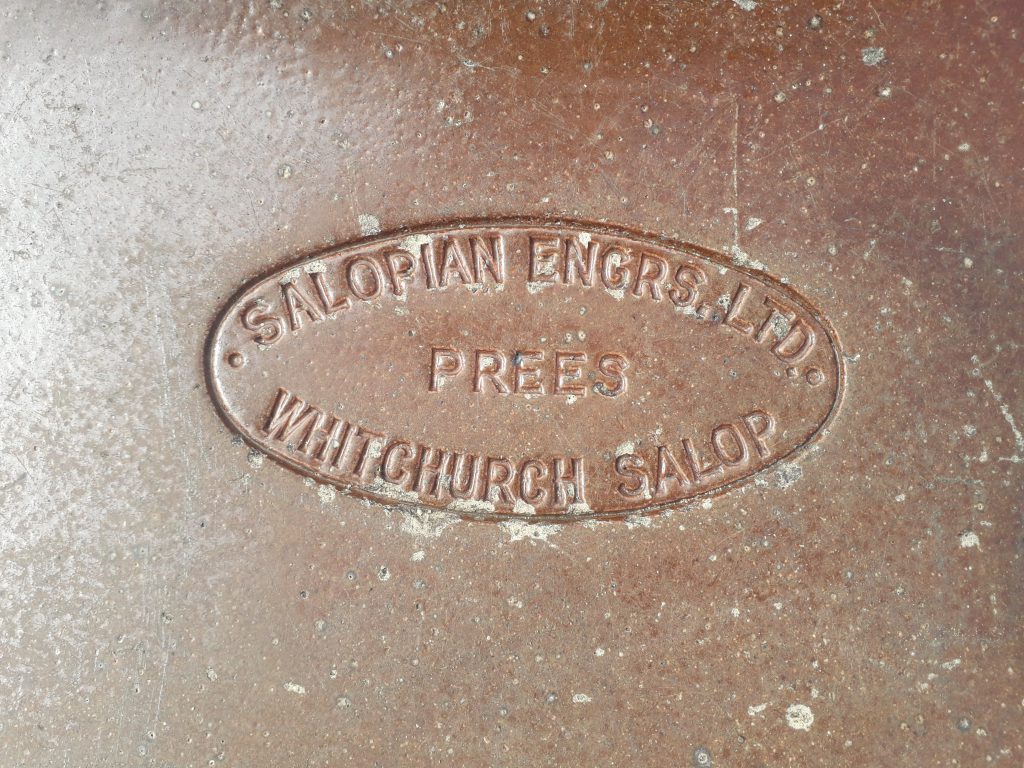 SALOPIAN ENGRS. LTD.
PREES
WHITCHURCH SALOP